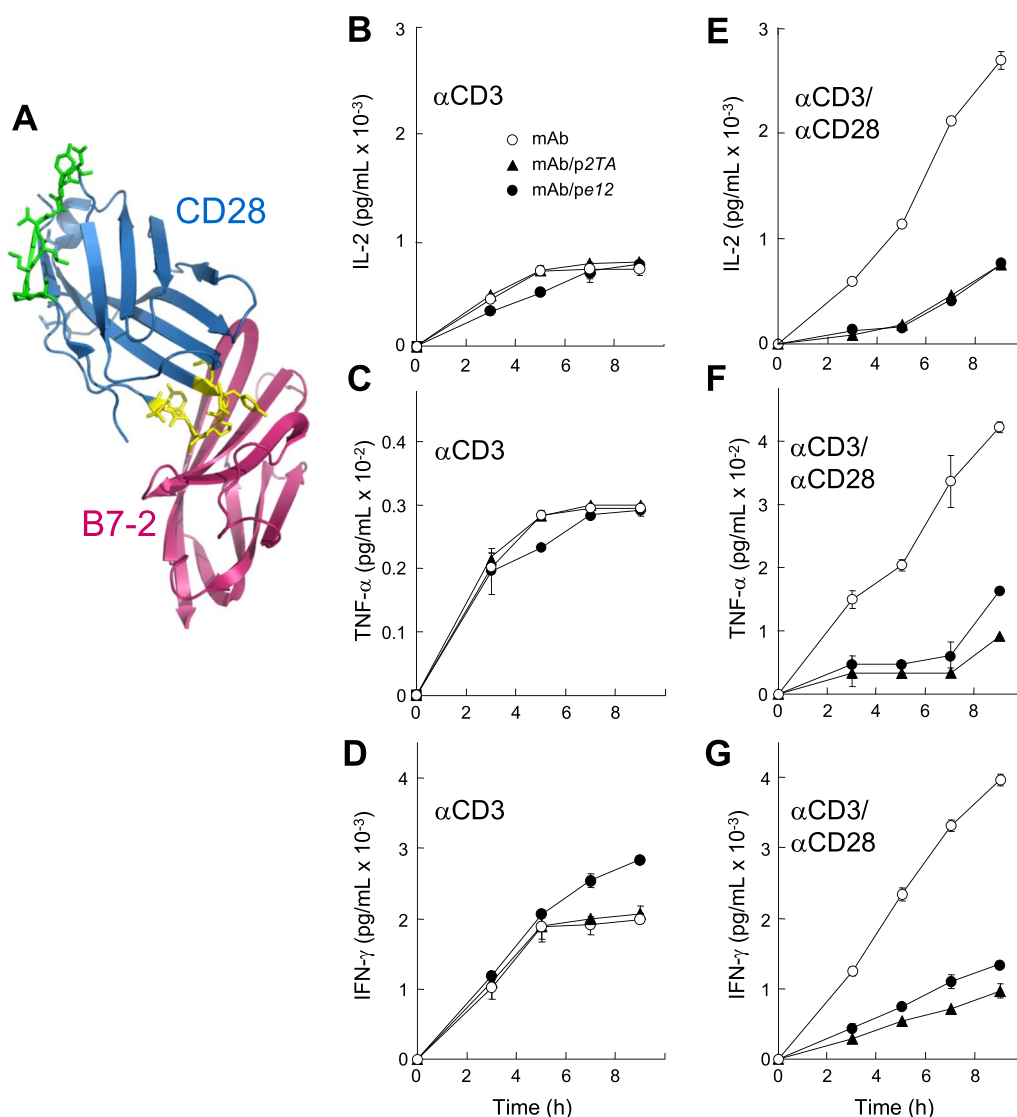 A
CD28
B7-2
B
αCD3
mAb
mAb/p2TA
mAb/pe12
IL-2 (pg/mL x 10-3)
3
2
1
0
0 2 4 6 8
E
αCD3/
αCD28
IL-2 (pg/mL x 10-3)
3
2
1
0
0 2 4 6 8
C
αCD3
TNF-α (pg/mL x 10-2)
0.4
0.3
0.2
0.1
0
0 2 4 6 8
F
αCD3/
αCD28
TNF-α (pg/mL x 10-2)
4
3
2
1
0
0 2 4 6 8
D
αCD3
IFN-γ (pg/mL x 10-3)
4
3
2
1
0
0 2 4 6 8
Time (h)
G
αCD3/
αCD28
IFN-γ (pg/mL x 10-3)
4
3
2
1
0
0 2 4 6 8
Time (h)